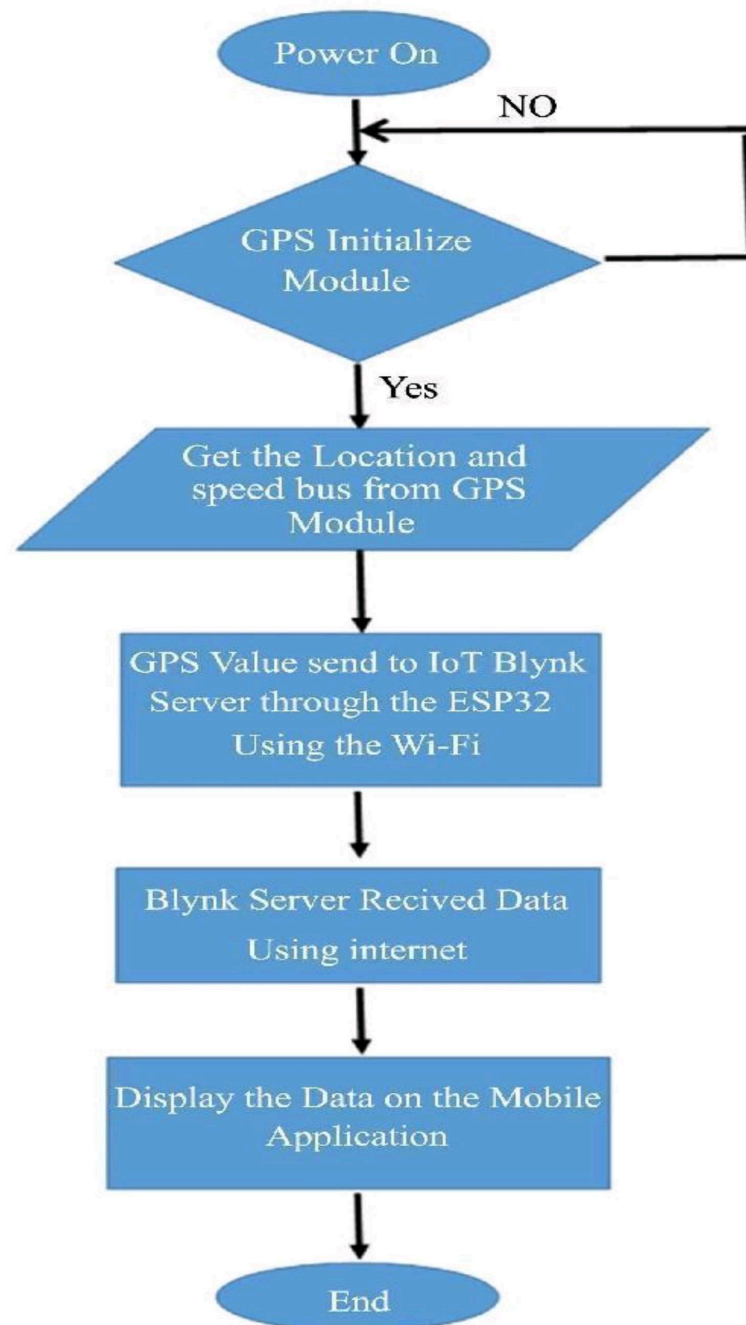 Power On
NO
GPS Initialize
Module
Yes
Get the Location and
speed bus from GPS
Module
GPS Value send to IoT Blynk
Server through the ESP32
Using the Wi-Fi
Blynk Server Recived Data
Using internet
Display the Data on the Mobile
Application
End